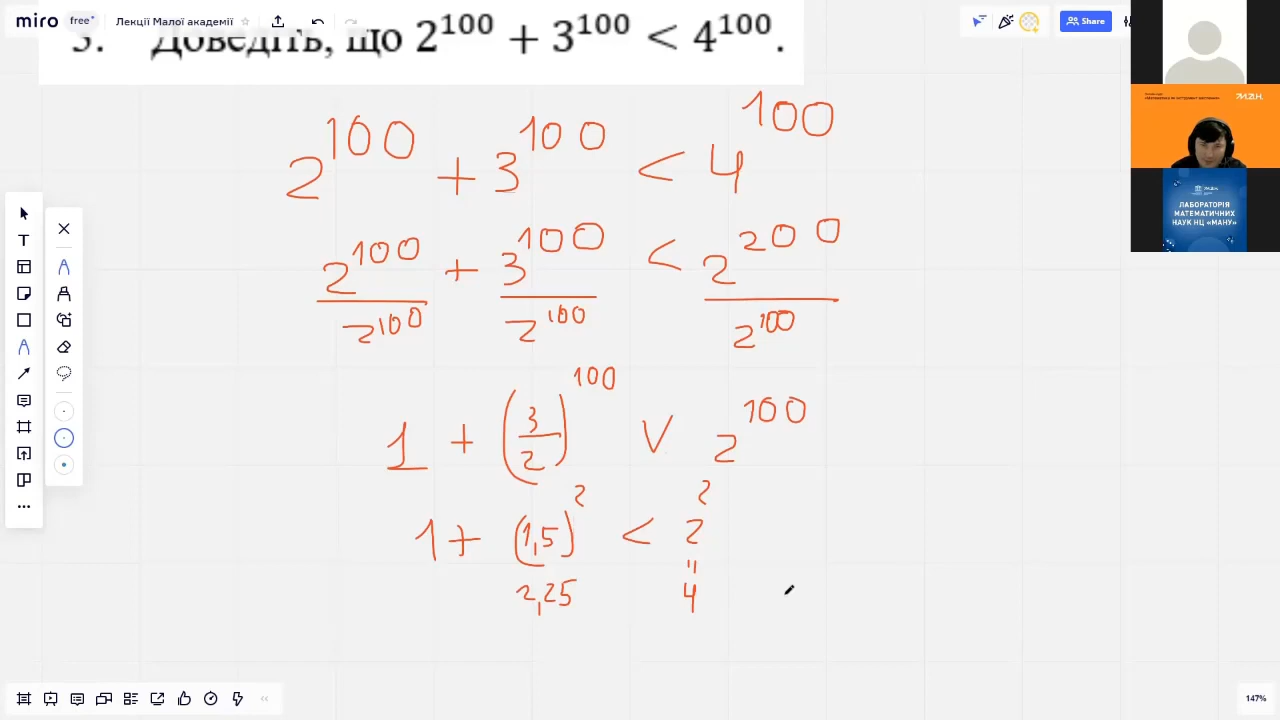 miro free Лекції Малої академії Share
3. Доведіть, що 2^100 + 3^100 < 4^100.
2^100 + 3^100 < 4^100
2^100/2^100 + 3^100/2^100 < 2^200/2^100
1 + (3/2)^100 V 2^100
1 + (1,5)^2 < 2^2
"
2,25 4
ЛАБОРАТОРІЯ
МАТЕМАТИЧНИХ
НАУК НЦ «МАНУ»
147%